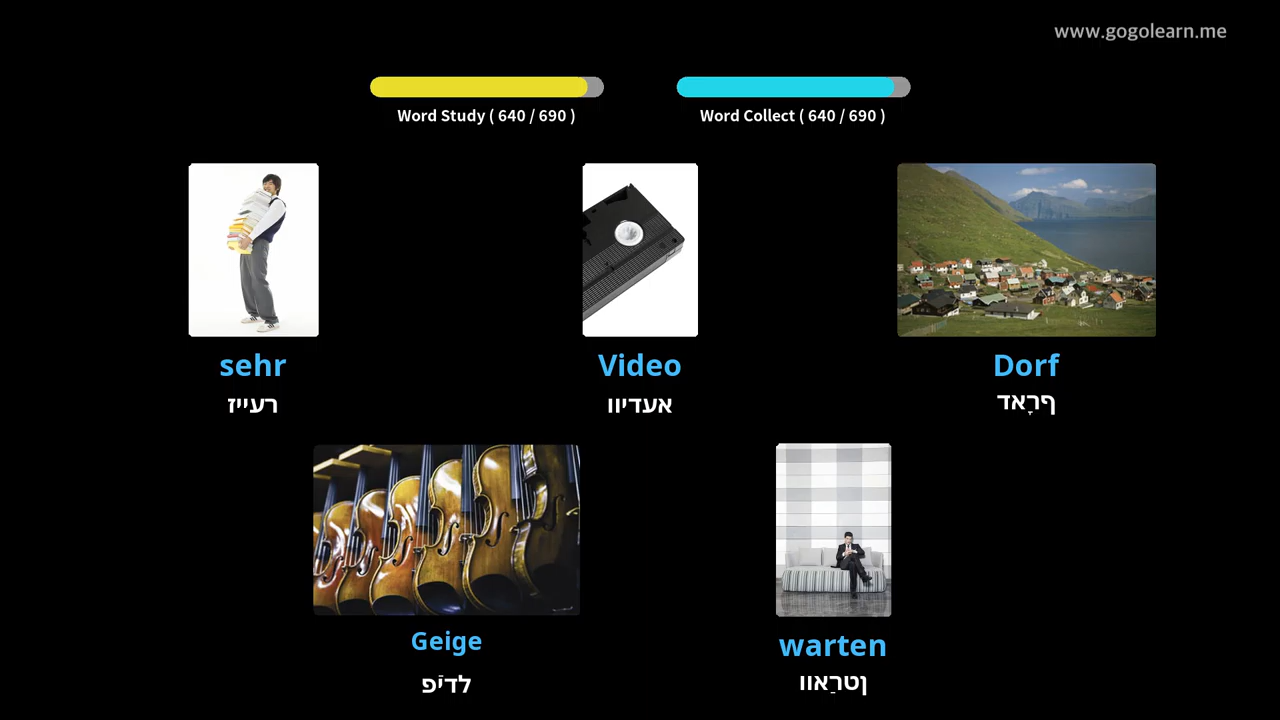 www.gogolearn.me
Word Study ( 640 / 690 )
Word Collect ( 640 / 690 )
sehr
רעייז
Video
אעדיוו
Dorf
ףרָאד
Geige
לדיֿפ
warten
ןטרַאוו